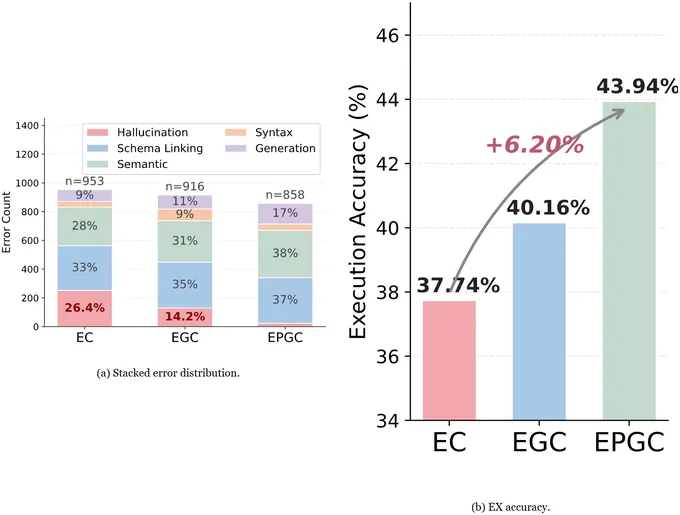 Error Count
1400
1200
1000
800
600
400
200
0
Hallucination
Schema Linking
Semantic
Syntax
Generation
n=953
9%
28%
33%
26.4%
n=916
11%
9%
31%
35%
14.2%
n=858
17%
38%
37%
EC
EGC
EPGC
(a) Stacked error distribution.
Execution Accuracy (%)
46
44
42
40
38
36
34
37.74%
40.16%
43.94%
+6.20%
EC
EGC
EPGC
(b) EX accuracy.